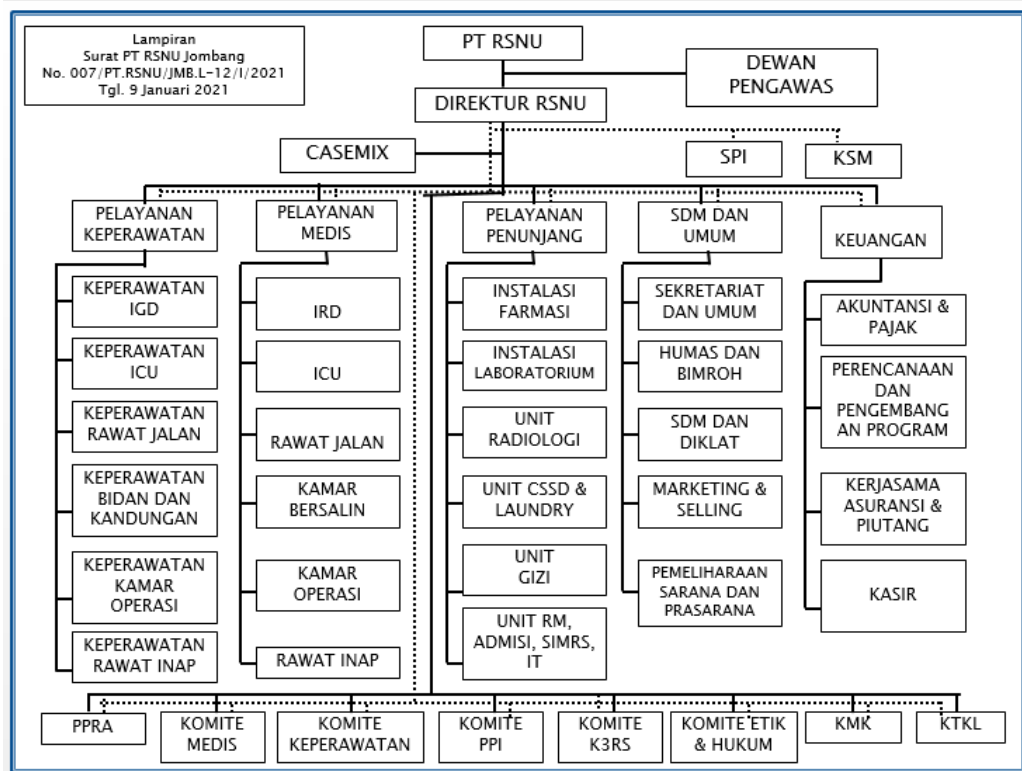 Lampiran
Surat PT RSNU Jombang
No. 007/PT.RSNU/JMB.L-12/I/2021
Tgl. 9 Januari 2021
PT RSNU
DEWAN
PENGAWAS
DIREKTUR RSNU
CASEMIX
SPI
KSM
PELAYANAN
KEPERAWATAN
PELAYANAN
MEDIS
PELAYANAN
PENUNJANG
SDM DAN
UMUM
KEUANGAN
KEPERAWATAN
IGD
KEPERAWATAN
ICU
KEPERAWATAN
RAWAT JALAN
KEPERAWATAN
BIDAN DAN
KANDUNGAN
KEPERAWATAN
KAMAR
OPERASI
KEPERAWATAN
RAWAT INAP
IRD
ICU
RAWAT JALAN
KAMAR
BERSALIN
KAMAR
OPERASI
RAWAT INAP
INSTALASI
FARMASI
INSTALASI
LABORATORIUM
UNIT
RADIOLOGI
UNIT CSSD &
LAUNDRY
UNIT
GIZI
UNIT RM,
ADMISI, SIMRS,
IT
SEKRETARIAT
DAN UMUM
HUMAS DAN
BIMROH
SDM DAN
DIKLAT
MARKETING &
SELLING
PEMELIHARAAN
SARANA DAN
PRASARANA
AKUNTANSI &
PAJAK
PERENCANAAN
DAN
PENGEMBANG
AN PROGRAM
KERJASAMA
ASURANSI &
PIUTANG
KASIR
PPRA
KOMITE
MEDIS
KOMITE
KEPERAWATAN
KOMITE
PPI
KOMITE
K3RS
KOMITE ETIK
& HUKUM
KMK
KTKL